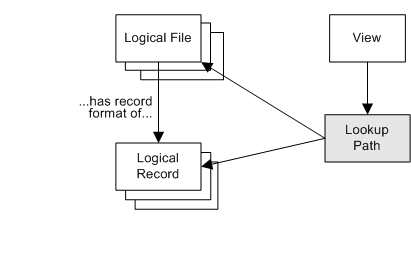 Logical File
View
...has record
format of...
Lookup
Path
Logical
Record